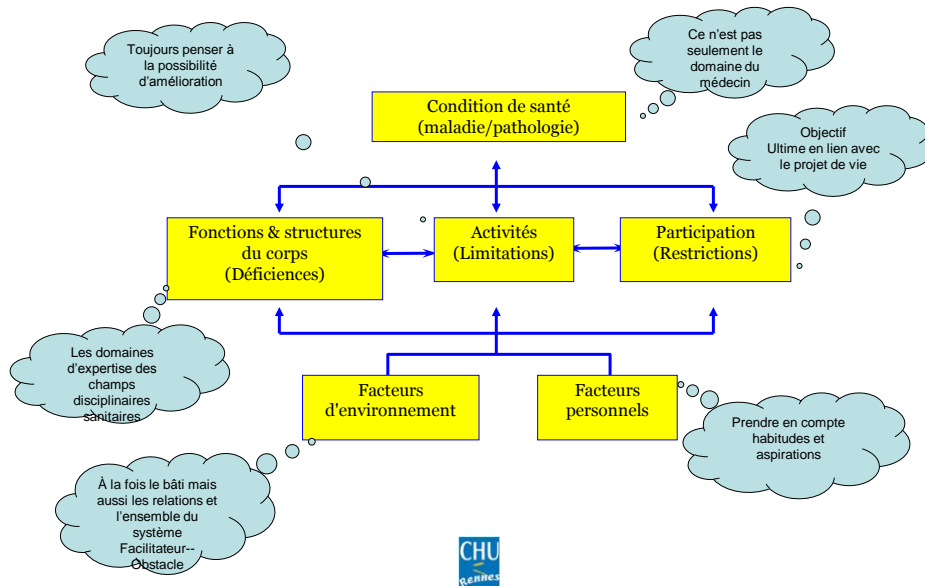 Toujours penser à
la possibilité
d'amélioration
Ce n'est pas
seulement le
domaine du
médecin
Condition de santé
(maladie/pathologie)
Objectif
Ultime en lien avec
le projet de vie
Fonctions & structures
du corps
(Déficiences)
Activités
(Limitations)
Participation
(Restrictions)
Les domaines
d'expertise des
champs
disciplinaires
sanitaires
Facteurs
d'environnement
Facteurs
personnels
Prendre en compte
habitudes et
aspirations
À la fois le bâti mais
aussi les relations et
l'ensemble du
système
Facilitateur--
Obstacle
CHU
Rennes